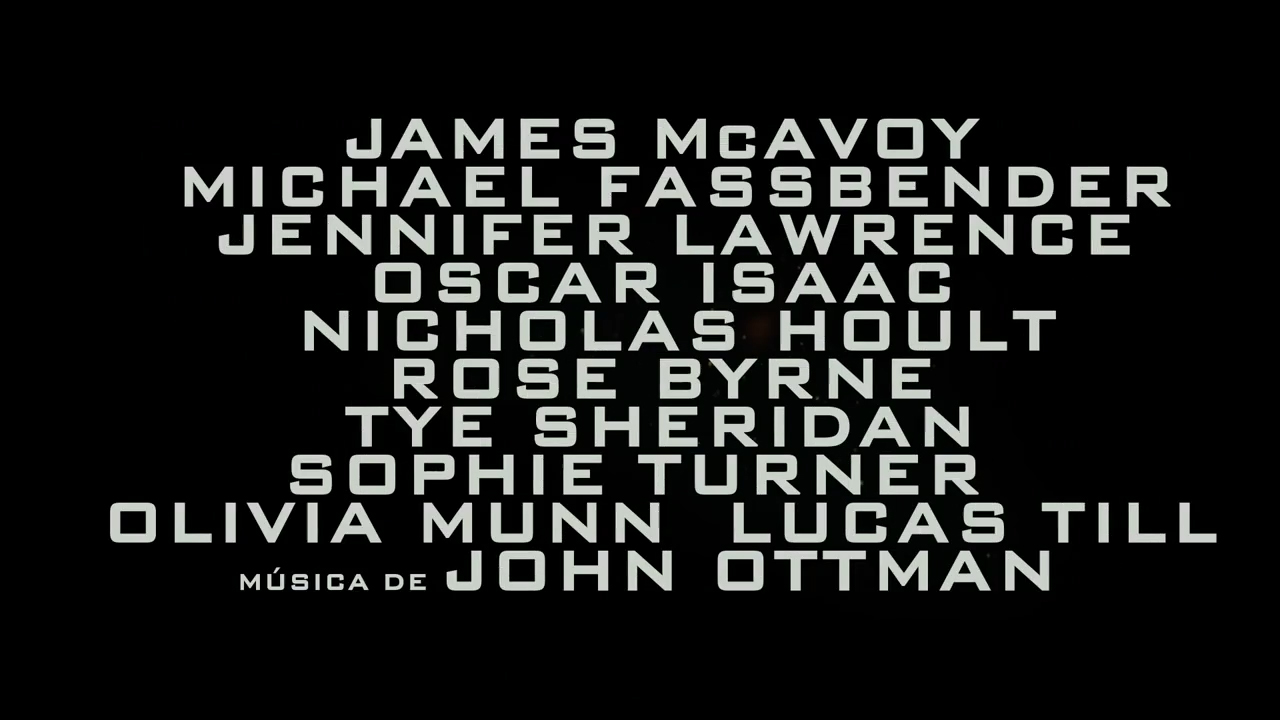 JAMES McAVOY
MICHAEL FASSBENDER
JENNIFER LAWRENCE
OSCAR ISAAC
NICHOLAS HOULT
ROSE BYRNE
TYE SHERIDAN
SOPHIE TURNER
OLIVIA MUNN LUCAS TILL
MÚSICA DE JOHN OTTMAN